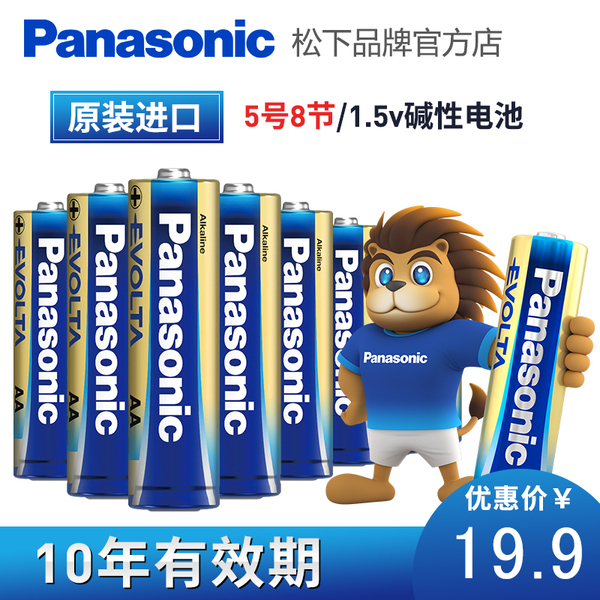 Panasonic 松下品牌官方店
原装进口 5号8节/1.5v碱性电池
Panasonic
EVOLTA
AA
Panasonic
EVOLTA
AA
Panasonic
EVOLTA
AA
Alkaline
Panasonic
Alkaline
Panasonic
Alkaline
Panasonic
Panasonic
EVOLTA
Panasonic
优惠价¥
19.9
10年有效期